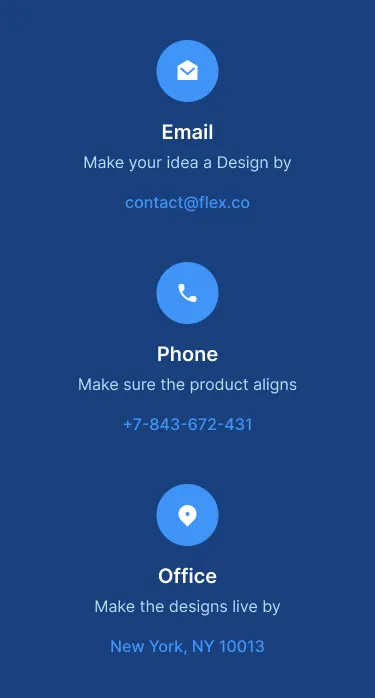 Email
Make your idea a Design by
contact@flex.co
Phone
Make sure the product aligns
+7-843-672-431
Office
Make the designs live by
New York, NY 10013